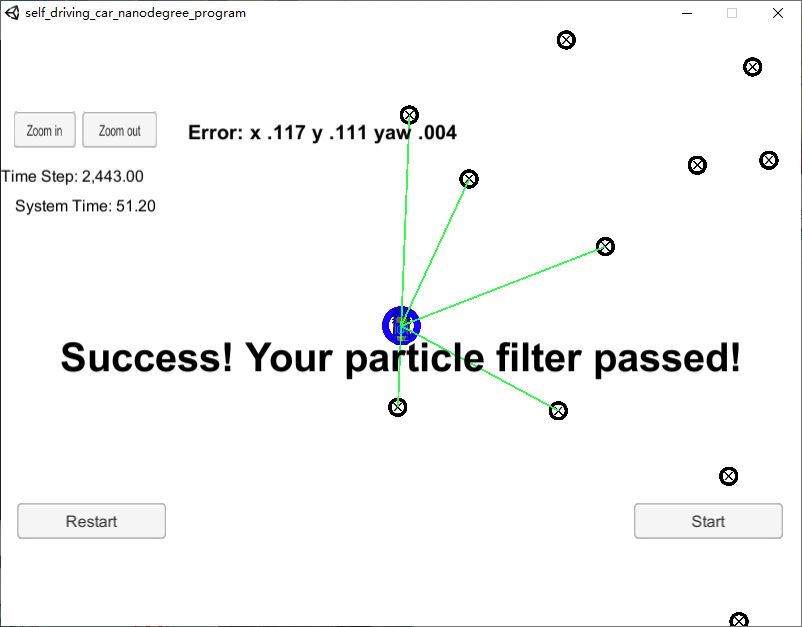 self_driving_car_nanodegree_program
Zoom in
Zoom out
Error: x .117 y .111 yaw .004
Time Step: 2,443.00
System Time: 51.20
Success! Your particle filter passed!
Restart
Start